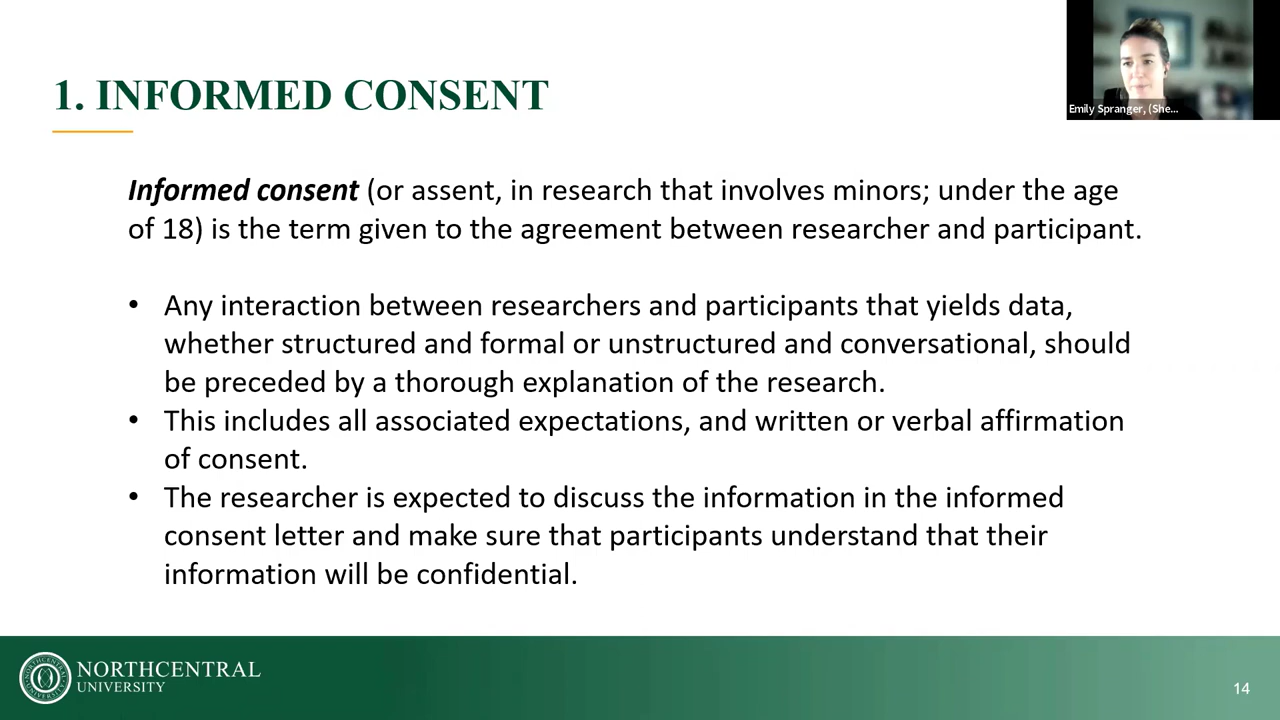 1. INFORMED CONSENT
Emily Spranger, (She...
Informed consent (or assent, in research that involves minors; under the age
of 18) is the term given to the agreement between researcher and participant.
• Any interaction between researchers and participants that yields data,
whether structured and formal or unstructured and conversational, should
be preceded by a thorough explanation of the research.
• This includes all associated expectations, and written or verbal affirmation
of consent.
• The researcher is expected to discuss the information in the informed
consent letter and make sure that participants understand that their
information will be confidential.
NORTHCENTRAL
UNIVERSITY
14